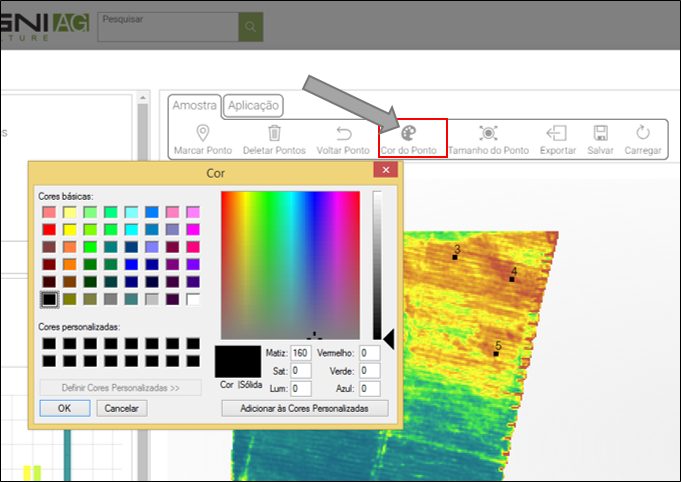 GNI AG
LTURE
Pesquisar
s
Amostra Aplicação
Marcar Ponto Deletar Pontos Voltar Ponto Cor do Ponto Tamanho do Ponto Exportar Salvar Carregar
Cor
Cores básicas:
Cores personalizadas:
Definir Cores Personalizadas >>
OK Cancelar
Cor |Sólida
Matiz: 160 Vermelho: 0
Sat: 0 Verde: 0
Lum: 0 Azul: 0
Adicionar às Cores Personalizadas
3
4
5